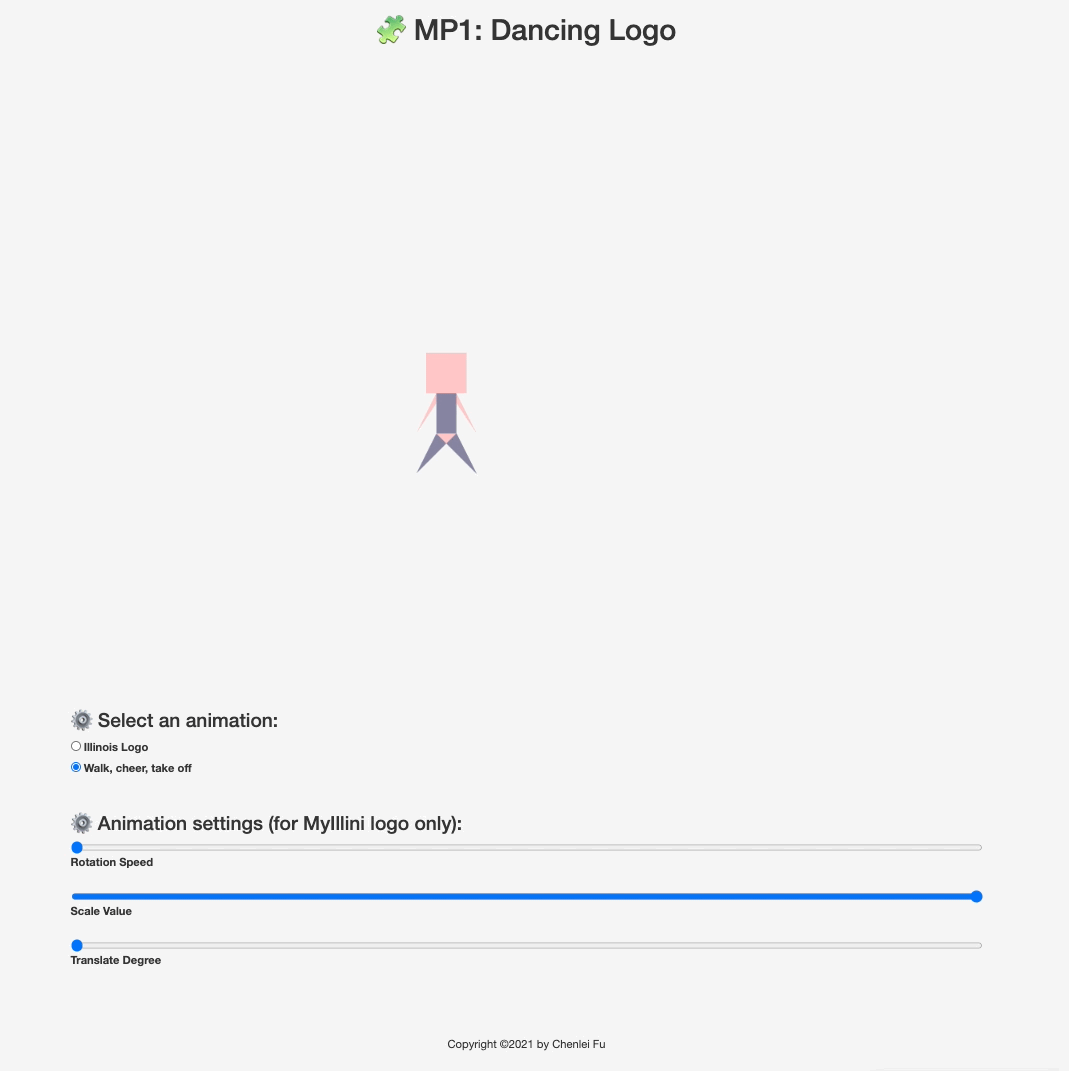 MP1: Dancing Logo
Select an animation:
Illinois Logo
Walk, cheer, take off
Animation settings (for MyIllini logo only):
Rotation Speed
Scale Value
Translate Degree
Copyright ©2021 by Chenlei Fu